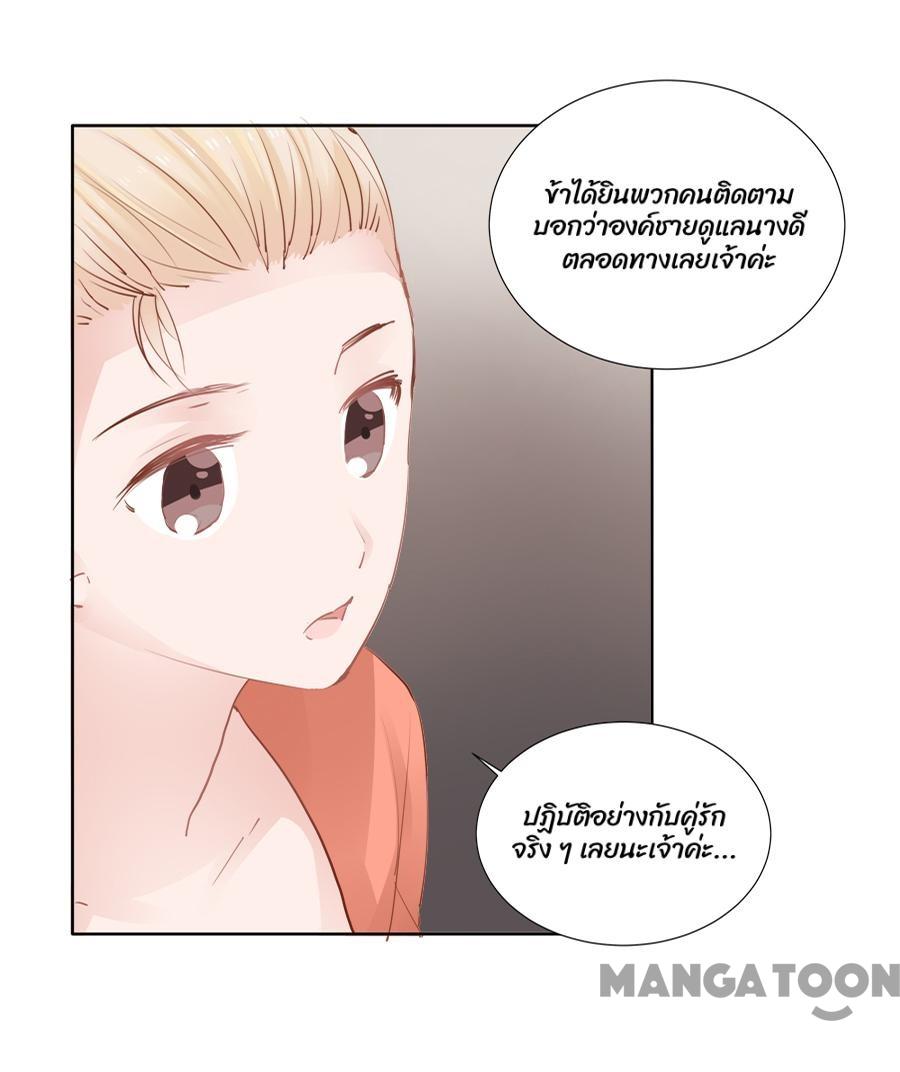 ข้าได้ยินพวกคนติดตาม
บอกว่าองค์ชายดูแลนางดี
ตลอดทางเลยเจ้าค่ะ
ปฏิบัติอย่างกับคู่รัก
จริง ๆ เลยนะเจ้าค่ะ...
MANGATOON